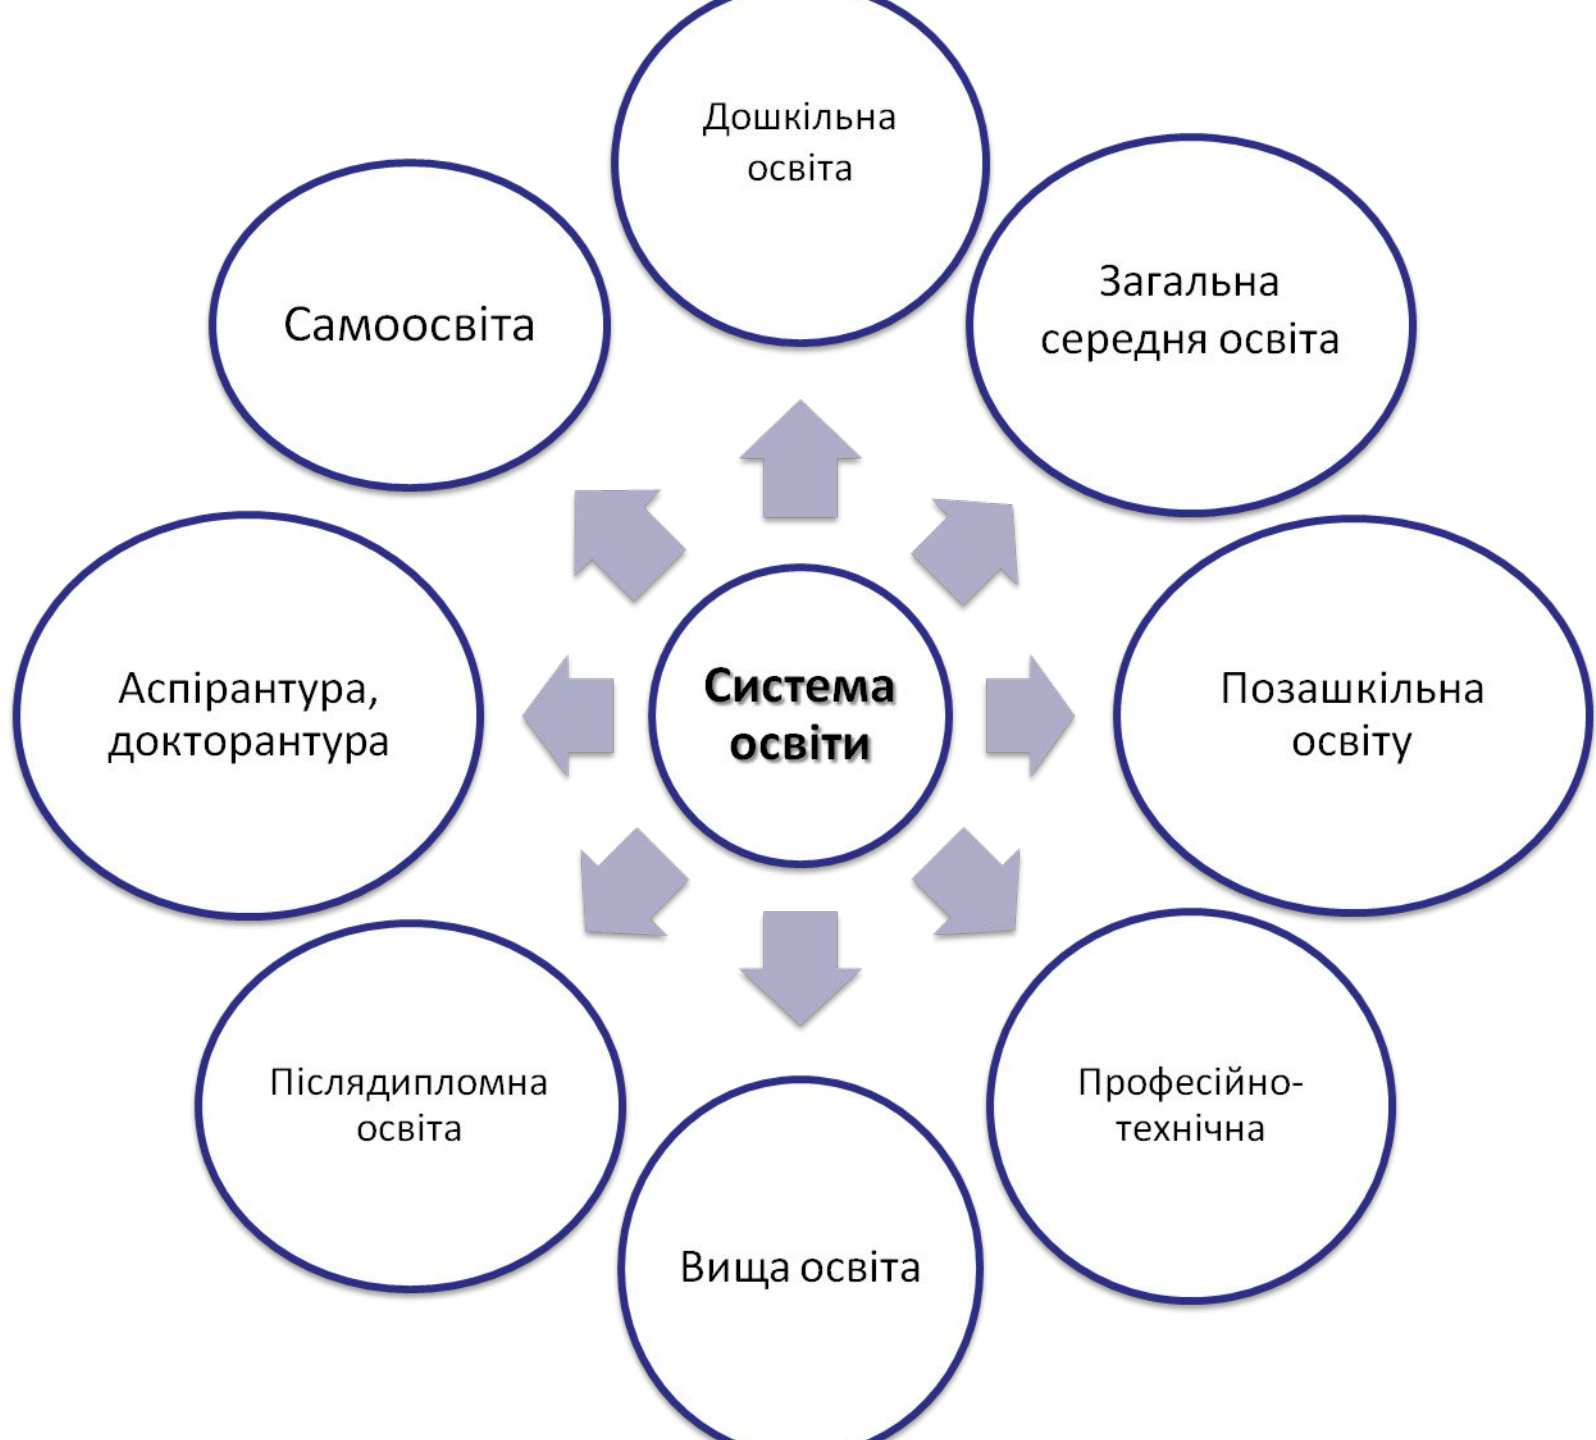 Дошкільна
освіта
Загальна
середня освіта
Самоосвіта
Система
освіти
Аспірантура,
докторантура
Позашкільна
освіту
Післядипломна
освіта
Професійно-
технічна
Вища освіта